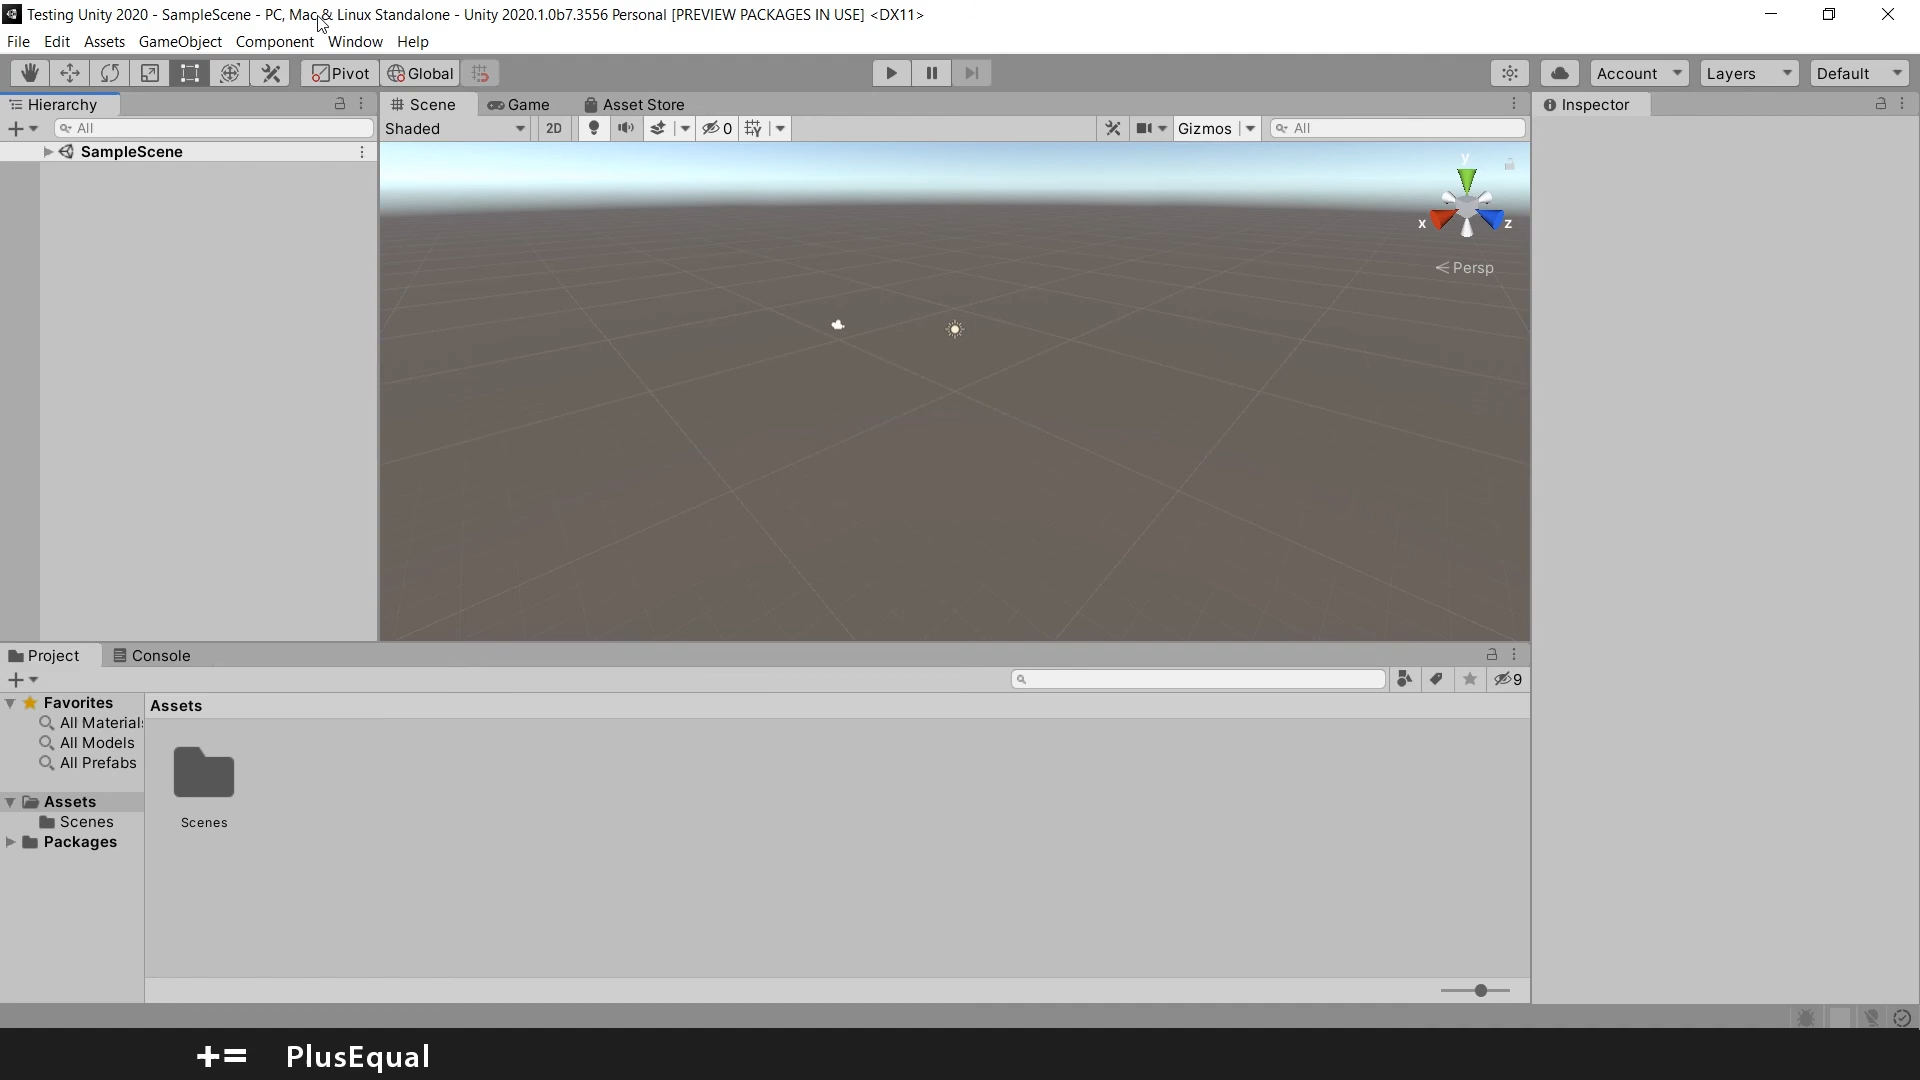 Testing Unity 2020 - SampleScene - PC, Mac & Linux Standalone - Unity 2020.1.0b7.3556 Personal [PREVIEW PACKAGES IN USE] <DX11>
File Edit Assets GameObject Component Window Help
Pivot Global Account Layers Default
Hierarchy Scene Game Asset Store Inspector
All Shaded 2D 0 Gizmos All
SampleScene
y
x z
Persp
Project Console
9
Favorites Assets
All Materials
All Models
All Prefabs
Assets
Scenes Scenes
Packages
+= PlusEqual